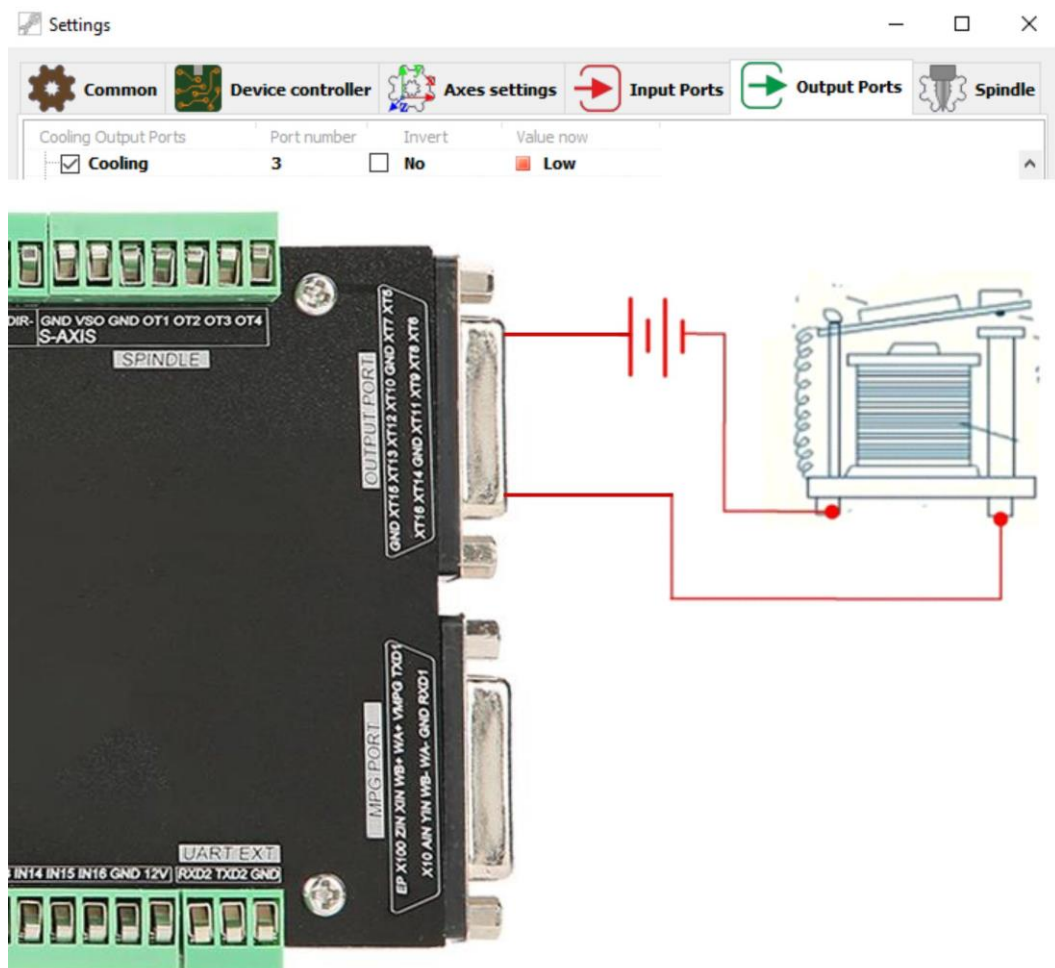 Settings
Common
Device controller
Axes settings
Input Ports
Output Ports
Spindle
Cooling Output Ports
Port number
Invert
Value now
Cooling
3
No
Low
DIR- GND VSO GND OT1 OT2 OT3 OT4
S-AXIS
SPINDLE
OUTPUT PORT
GND XT15 XT13 XT12 XT10 GND XT7 XT5
XT16 XT14 GND XT11 XT9 XT8 XT6
MPG PORT
EP X100 ZIN XIN WB+ WA+ VMPG TXD1
X10 AIN YIN WB- WA- GND RXD1
UART EXT
IN14 IN15 IN16 GND 12V
RXD2 TXD2 GND